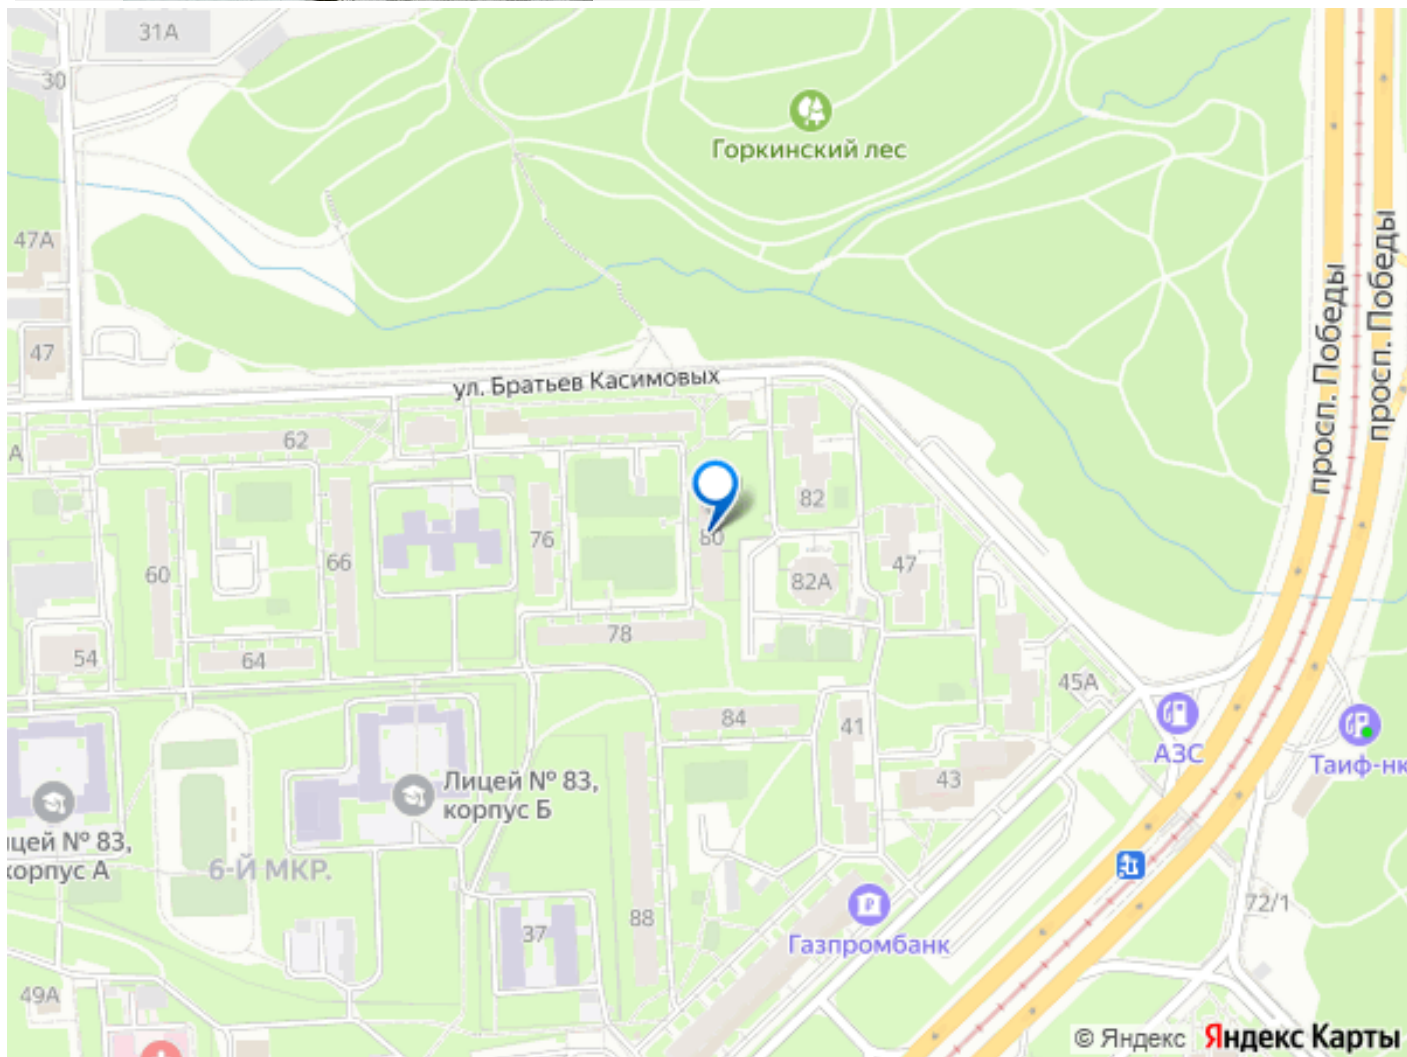 31А
30
Горкинский лес
47А
просп. Победы
просп. Победы
47
ул. Братьев Касимовых
А
62
82
76
80
60
66
47
82А
78
54
64
45А
84
41
АЗС
Таиф-нк
43
Лицей № 83,
корпус Б
ицей № 83,
корпус А
6-Й МКР.
72/1
88
37
Газпромбанк
49А
© Яндекс Яндекс Карты